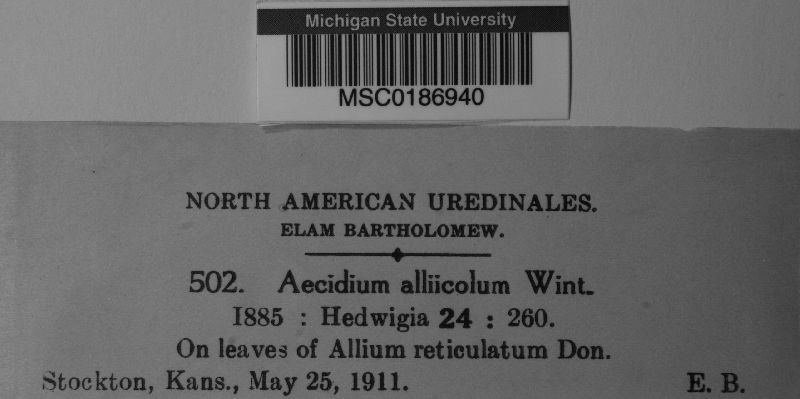 Michigan State University
MSC0186940
NORTH AMERICAN UREDINALES.
ELAM BARTHOLOMEW.
502. Aecidium alliicolum Wint.
1885 : Hedwigia 24 : 260.
On leaves of Allium reticulatum Don.
Stockton, Kans., May 25, 1911. E. B.